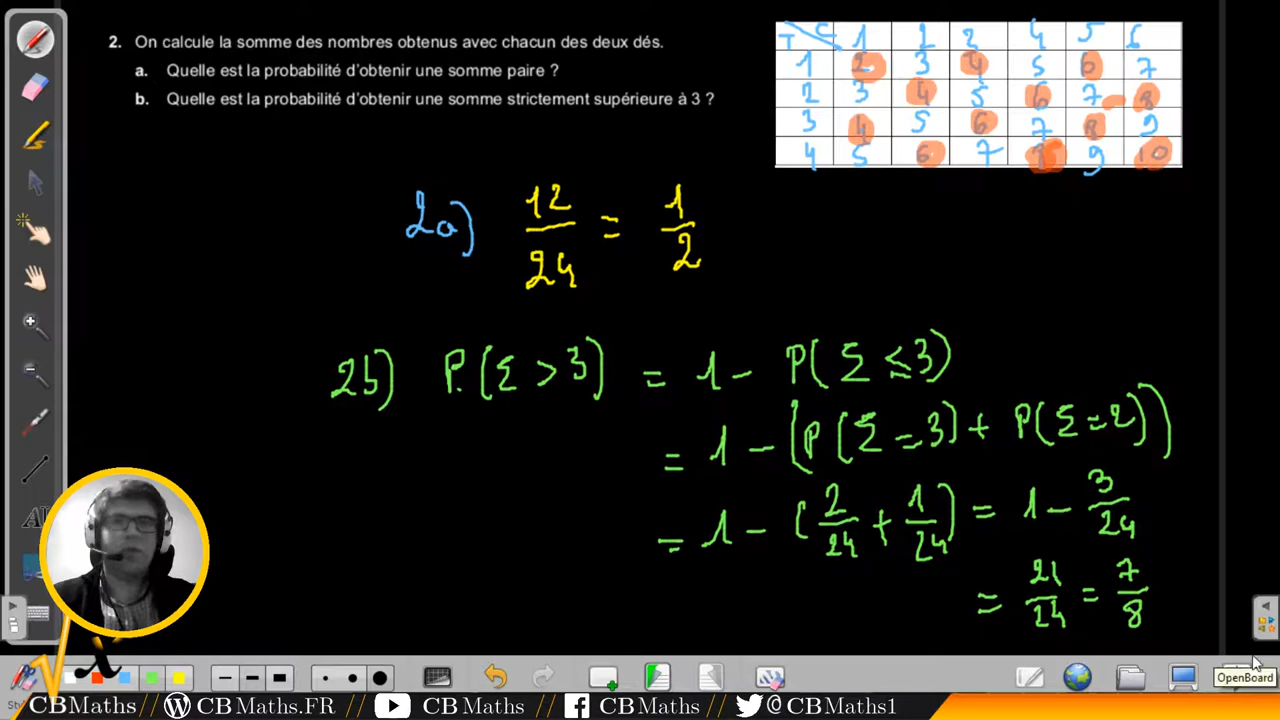 2. On calcule la somme des nombres obtenus avec chacun des deux dés.
a. Quelle est la probabilité d'obtenir une somme paire ?
b. Quelle est la probabilité d'obtenir une somme strictement supérieure à 3 ?
T C 1 2 3 4 5 6
1 2 3 4 5 6 7
2 3 4 5 6 7 8
3 4 5 6 7 8 9
4 5 6 7 8 9 10
2a) 12/24 = 1/2
2b) P(Σ > 3) = 1 - P(Σ ≤ 3)
= 1 - (P(Σ = 3) + P(Σ = 2))
= 1 - (2/24 + 1/24) = 1 - 3/24
= 21/24 = 7/8
OpenBoard
CBMaths CBMaths.FR CBMaths CBMaths @CBMaths1